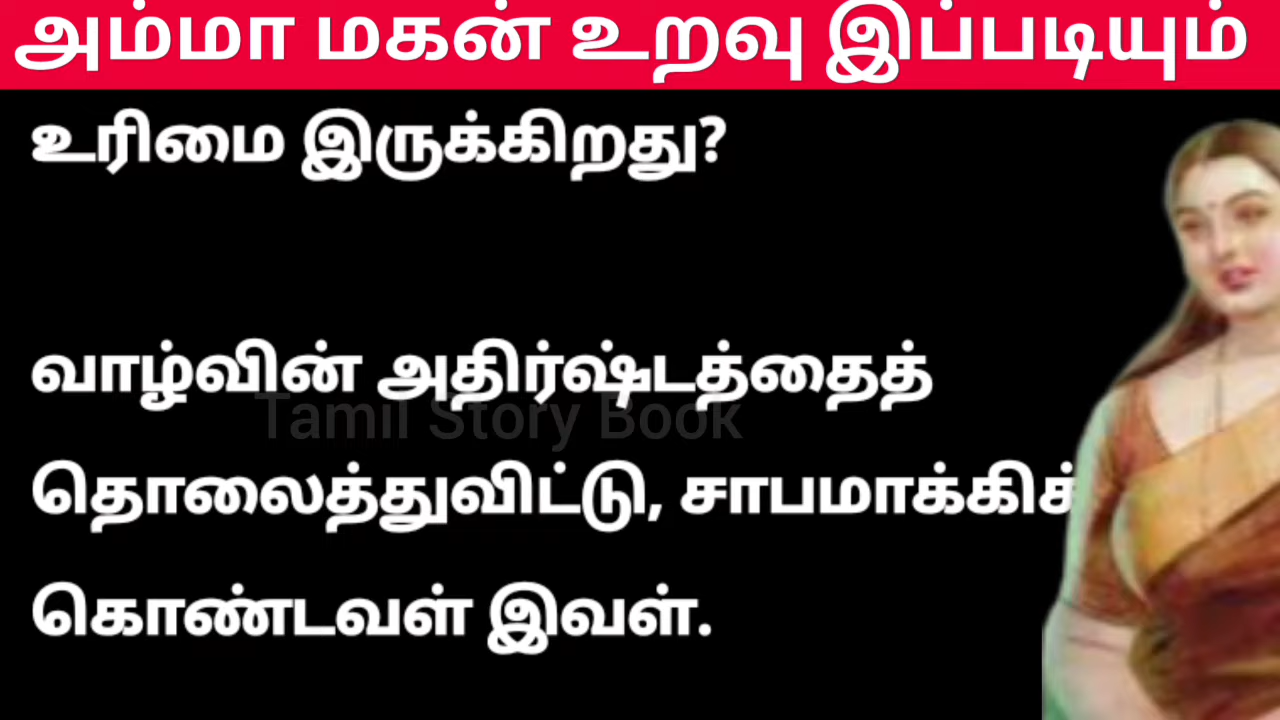 அம்மா மகன் உறவு இப்படியும்
உரிமை இருக்கிறது?
வாழ்வின் அதிர்ஷ்டத்தைத்
Tamil Story Book
தொலைத்துவிட்டு, சாபமாக்கிக்
கொண்டவள் இவள்.